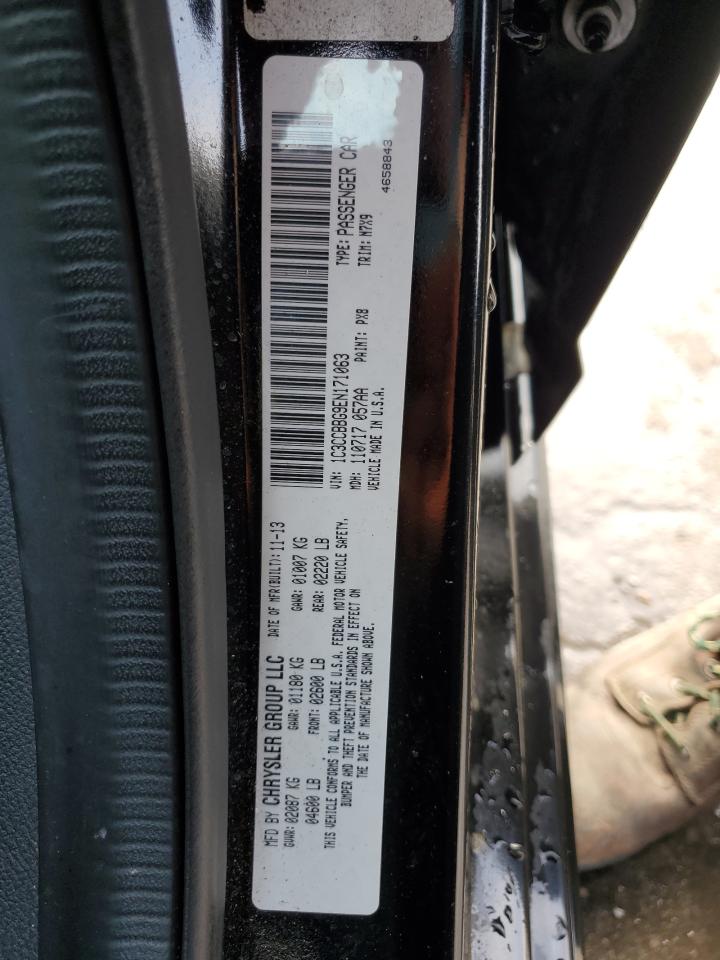 MFD BY CHRYSLER GROUP LLC DATE OF MFR(BUILT): 11-13
GVWR: 02087 KG GAWR: 01180 KG GAWR: 01007 KG
04600 LB FRONT: 02600 LB REAR: 02220 LB
THIS VEHICLE CONFORMS TO ALL APPLICABLE U.S.A. FEDERAL MOTOR VEHICLE SAFETY,
BUMPER AND THEFT PREVENTION STANDARDS IN EFFECT ON
THE DATE OF MANUFACTURE SHOWN ABOVE.
VIN: 1C3CCBBG9EN171063 TYPE: PASSENGER CAR
MDH: 110717 057AA PAINT: PX8 TRIM: N7X9
VEHICLE MADE IN U.S.A. 4658843